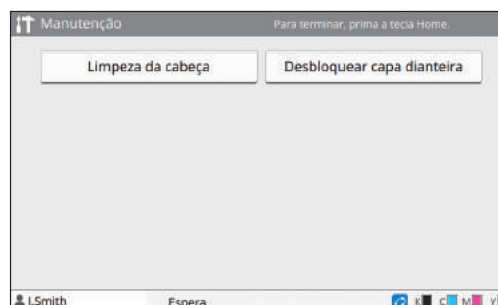 Manutenção
Para terminar, prima a tecla Home.
Limpeza da cabeça
Desbloquear capa dianteira
J.Smith
Espera
K C M Y